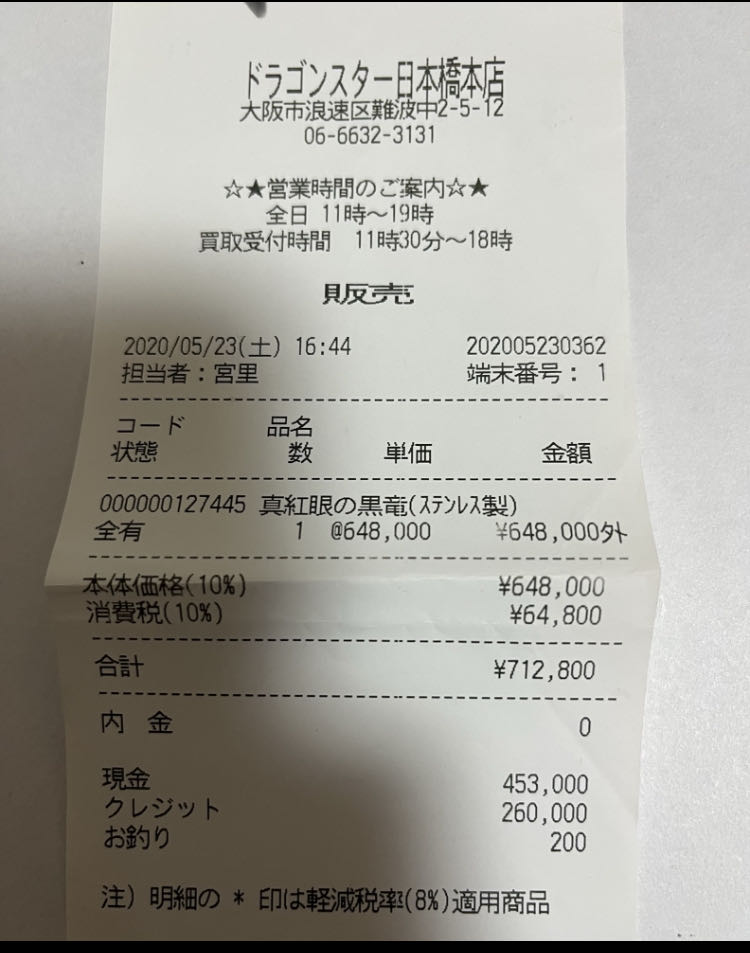 ドラゴンスター日本橋本店
大阪市浪速区難波中2-5-12
06-6632-3131
☆★営業時間のご案内☆★
全日 11時～19時
買取受付時間 11時30分～18時
販売
2020/05/23(土) 16:44 202005230362
担当者：宮里 端末番号： 1
コード 品名
状態 数 単価 金額
000000127445 真紅眼の黒竜(ｽﾃﾝﾚｽ製)
全有 1 @648,000 ¥648,000外
本体価格(10%) ¥648,000
消費税(10%) ¥64,800
合計 ¥712,800
内 金 0
現金 453,000
クレジット 260,000
お釣り 200
注) 明細の * 印は軽減税率(8%)適用商品